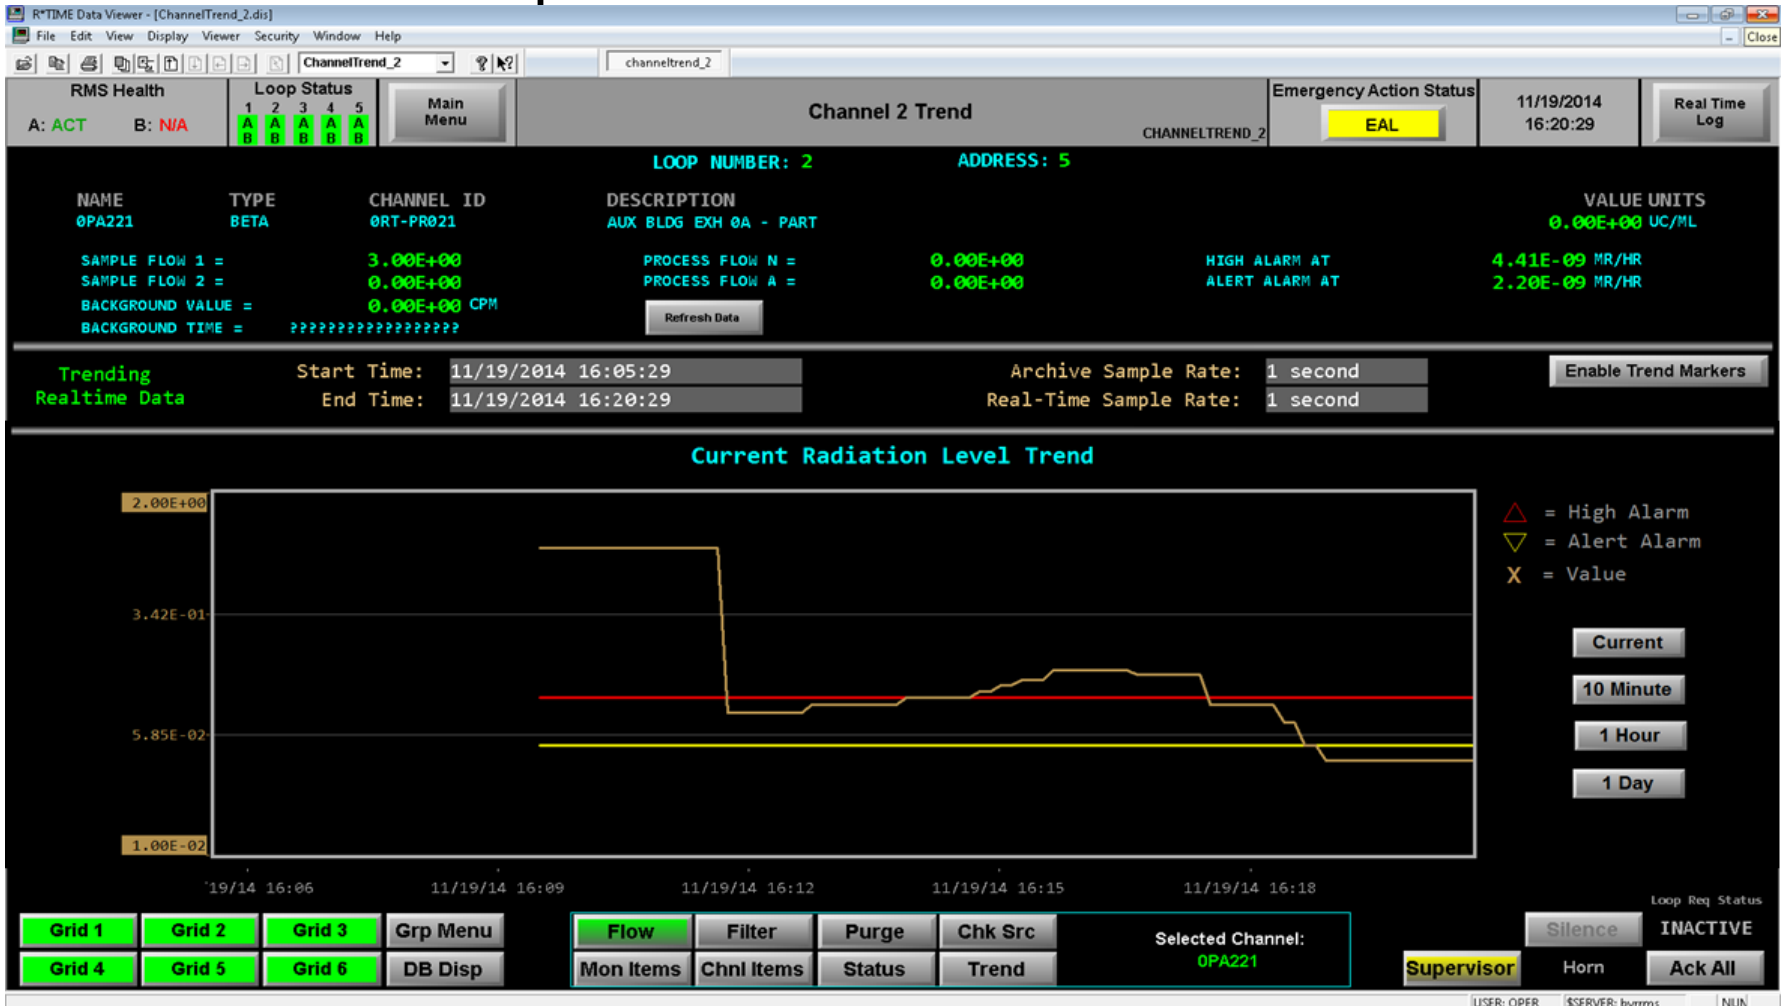 R*TIME Data Viewer - [ChannelTrend_2.dis]
File Edit View Display Viewer Security Window Help
Close
ChannelTrend_2
channeltrend_2
RMS Health
A: ACT B: N/A
Loop Status
1 2 3 4 5
A A A A A
B B B B B
Main
Menu
Channel 2 Trend
CHANNELTREND_2
Emergency Action Status
EAL
11/19/2014
16:20:29
Real Time
Log
LOOP NUMBER: 2 ADDRESS: 5
NAME TYPE CHANNEL ID DESCRIPTION VALUE UNITS
0PA221 BETA 0RT-PR021 AUX BLDG EXH 0A - PART 0.00E+00 UC/ML
SAMPLE FLOW 1 = 3.00E+00 PROCESS FLOW N = 0.00E+00 HIGH ALARM AT 4.41E-09 MR/HR
SAMPLE FLOW 2 = 0.00E+00 PROCESS FLOW A = 0.00E+00 ALERT ALARM AT 2.20E-09 MR/HR
BACKGROUND VALUE = 0.00E+00 CPM
Refresh Data
BACKGROUND TIME = ??????????????????
Trending
Realtime Data
Start Time: 11/19/2014 16:05:29
End Time: 11/19/2014 16:20:29
Archive Sample Rate: 1 second
Real-Time Sample Rate: 1 second
Enable Trend Markers
Current Radiation Level Trend
2.00E+00
3.42E-01
5.85E-02
1.00E-02
= High Alarm
= Alert Alarm
X = Value
Current
10 Minute
1 Hour
1 Day
19/14 16:06 11/19/14 16:09 11/19/14 16:12 11/19/14 16:15 11/19/14 16:18
Grid 1 Grid 2 Grid 3 Grp Menu
Grid 4 Grid 5 Grid 6 DB Disp
Flow Filter Purge Chk Src
Mon Items Chnl Items Status Trend
Selected Channel:
0PA221
Loop Req Status
Silence INACTIVE
Supervisor Horn Ack All
USER: OPER $SERVER: byrrms NUM